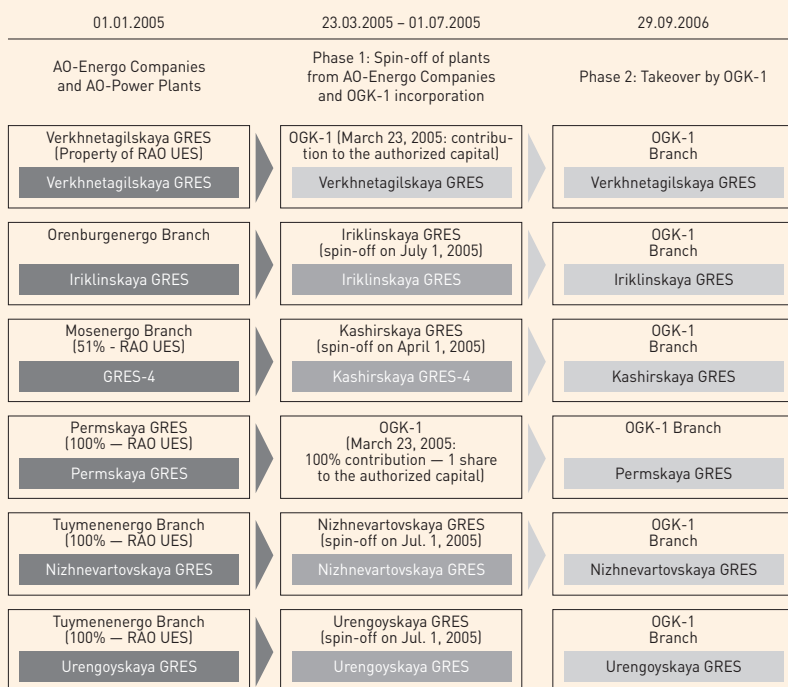 01.01.2005
23.03.2005 – 01.07.2005
29.09.2006
AO-Energo Companies
and AO-Power Plants
Phase 1: Spin-off of plants
from AO-Energo Companies
and OGK-1 incorporation
Phase 2: Takeover by OGK-1
Verkhnetagilskaya GRES
(Property of RAO UES)
Verkhnetagilskaya GRES
OGK-1 (March 23, 2005: contribu-
tion to the authorized capital)
Verkhnetagilskaya GRES
OGK-1
Branch
Verkhnetagilskaya GRES
Orenburgenergo Branch
Iriklinskaya GRES
Iriklinskaya GRES
(spin-off on July 1, 2005)
Iriklinskaya GRES
OGK-1
Branch
Iriklinskaya GRES
Mosenergo Branch
(51% - RAO UES)
GRES-4
Kashirskaya GRES
(spin-off on April 1, 2005)
Kashirskaya GRES-4
OGK-1
Branch
Kashirskaya GRES
Permskaya GRES
(100% — RAO UES)
Permskaya GRES
OGK-1
(March 23, 2005:
100% contribution — 1 share
to the authorized capital)
OGK-1 Branch
Permskaya GRES
Tuymenenergo Branch
(100% — RAO UES)
Nizhnevartovskaya GRES
Nizhnevartovskaya GRES
(spin-off on Jul. 1, 2005)
Nizhnevartovskaya GRES
OGK-1
Branch
Nizhnevartovskaya GRES
Tuymenenergo Branch
(100% — RAO UES)
Urengoyskaya GRES
Urengoyskaya GRES
(spin-off on Jul. 1, 2005)
Urengoyskaya GRES
OGK-1
Branch
Urengoyskaya GRES